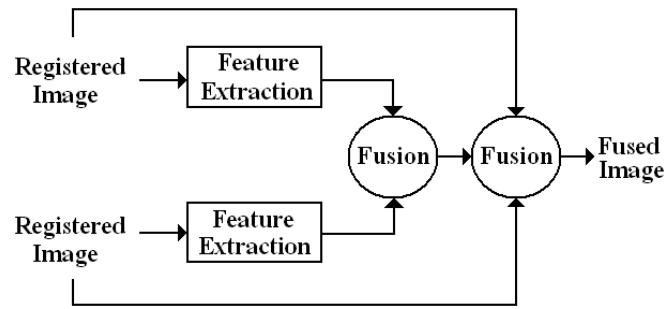 Registered
Image
Feature
Extraction
Fusion
Fusion
Fused
Image
Registered
Image
Feature
Extraction